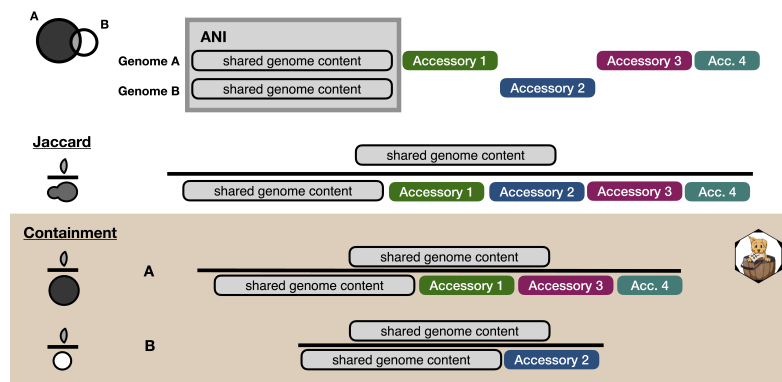 A
B
ANI
Genome A shared genome content Accessory 1 Accessory 3 Acc. 4
Genome B shared genome content Accessory 2
Jaccard
shared genome content
shared genome content Accessory 1 Accessory 2 Accessory 3 Acc. 4
Containment
shared genome content
A
shared genome content Accessory 1 Accessory 3 Acc. 4
shared genome content
B
shared genome content Accessory 2